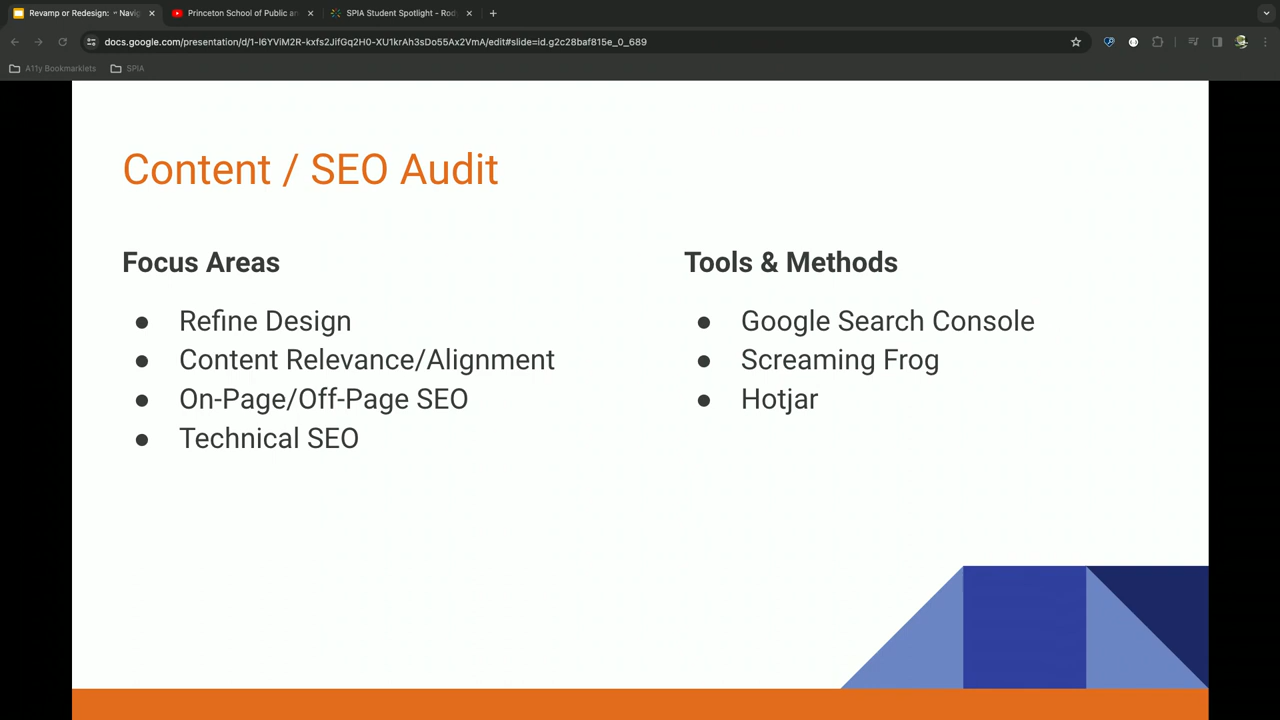 Revamp or Redesign: " Navig
Princeton School of Public an
SPIA Student Spotlight - Rod
docs.google.com/presentation/d/1-l6YViM2R-kxfs2JifGq2H0-XU1krAh3sDo55Ax2VmA/edit#slide=id.g2c28baf815e_0_689
A11y Bookmarklets
SPIA
Content / SEO Audit
Focus Areas
● Refine Design
● Content Relevance/Alignment
● On-Page/Off-Page SEO
● Technical SEO
Tools & Methods
● Google Search Console
● Screaming Frog
● Hotjar